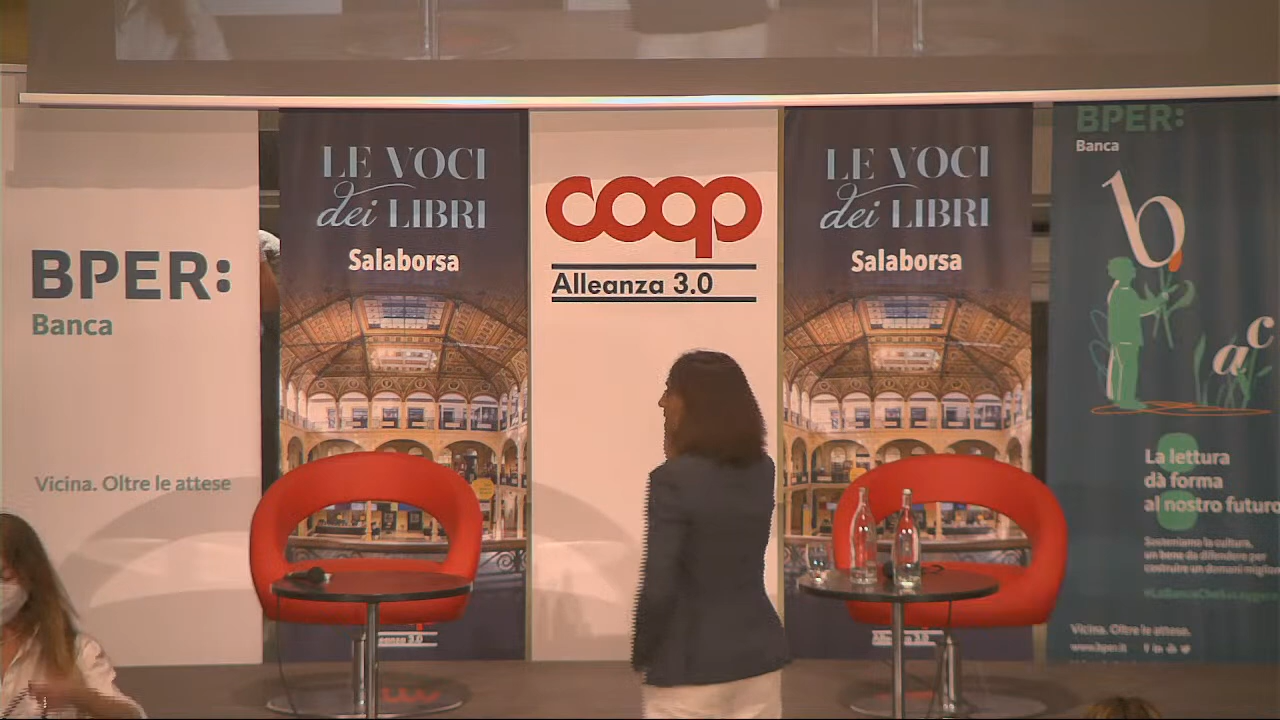 BPER:
Banca
Vicina. Oltre le attese
LE VOCI
dei LIBRI
Salaborsa
coop
Alleanza 3.0
LE VOCI
dei LIBRI
Salaborsa
BPER:
Banca
b
a c
La lettura
dà forma
al nostro futuro
Sosteniamo la cultura,
un bene da difendere per
costruire un domani miglior
Vicina. Oltre le attese.
www.bper.it